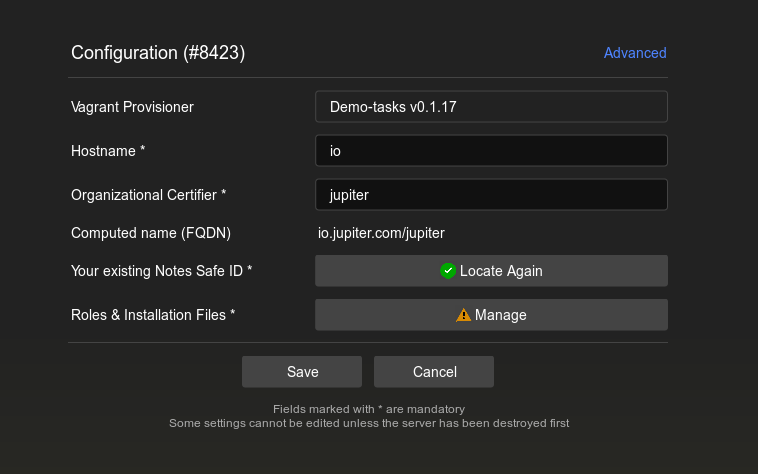 Configuration (#8423) Advanced
Vagrant Provisioner Demo-tasks v0.1.17
Hostname * io
Organizational Certifier * jupiter
Computed name (FQDN) io.jupiter.com/jupiter
Your existing Notes Safe ID * Locate Again
Roles & Installation Files * Manage
Save Cancel
Fields marked with * are mandatory
Some settings cannot be edited unless the server has been destroyed first